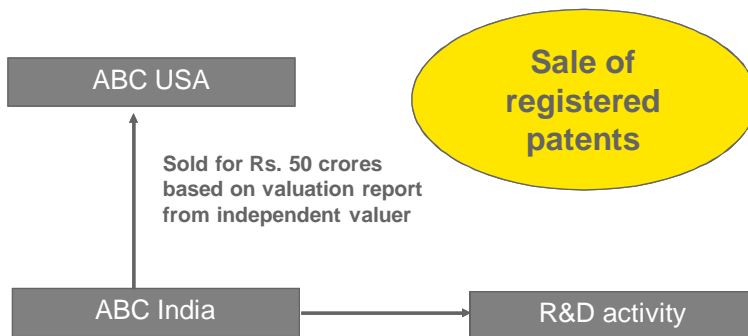 ABC USA
Sale of
registered
patents
Sold for Rs. 50 crores
based on valuation report
from independent valuer
ABC India
R&D activity